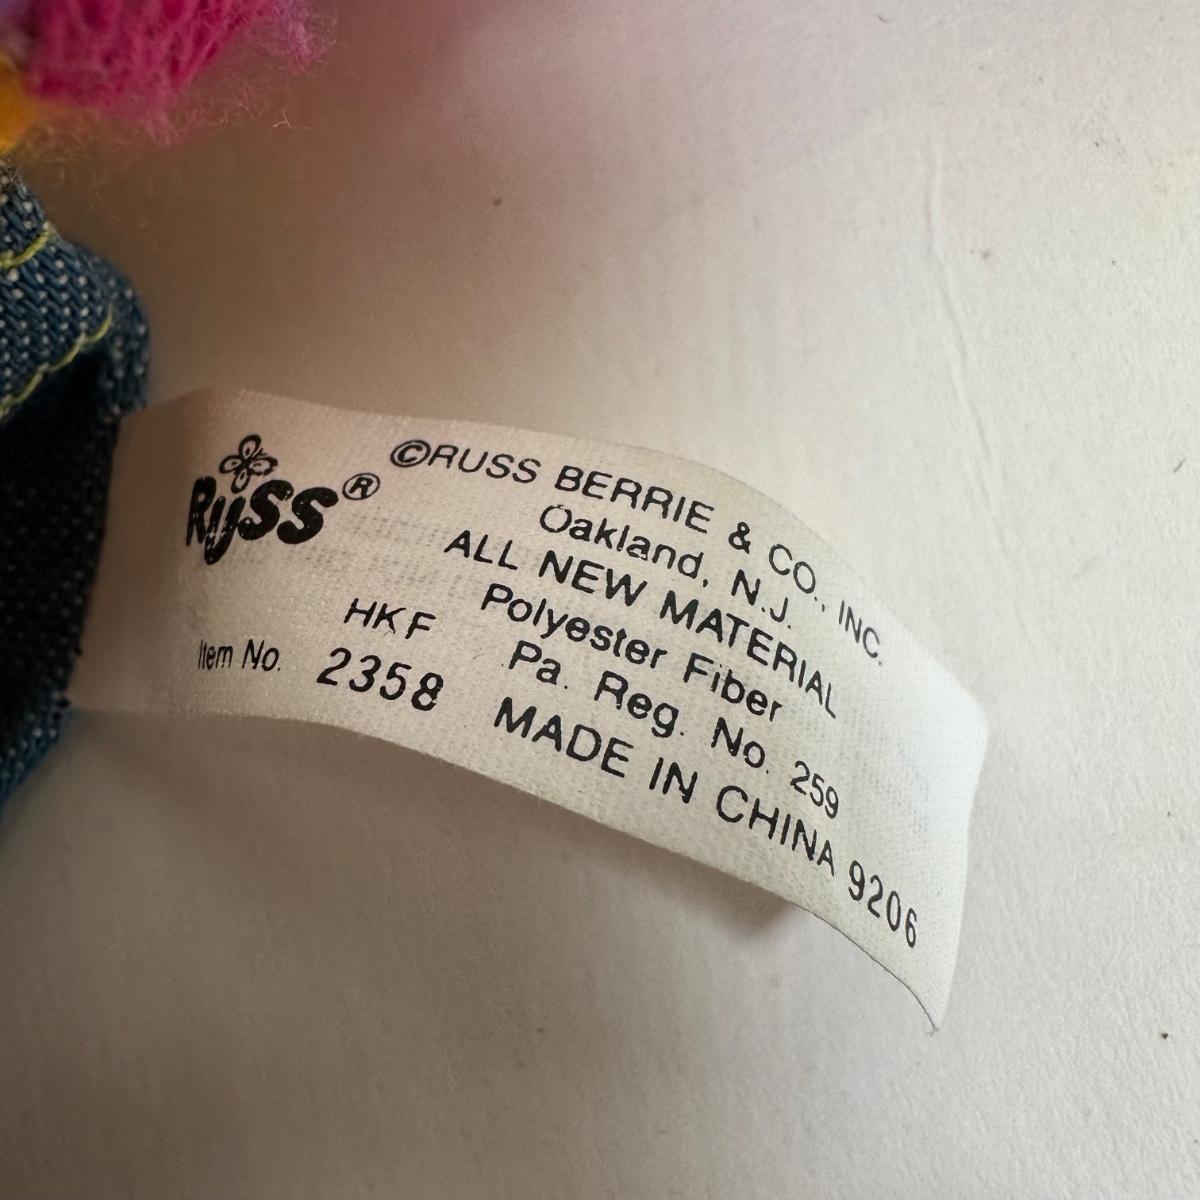 Russ®
©RUSS BERRIE & CO., INC.
Oakland, N.J.
ALL NEW MATERIAL
Polyester Fiber
Pa. Reg. No. 259
MADE IN CHINA 9206
HKF
Item No. 2358